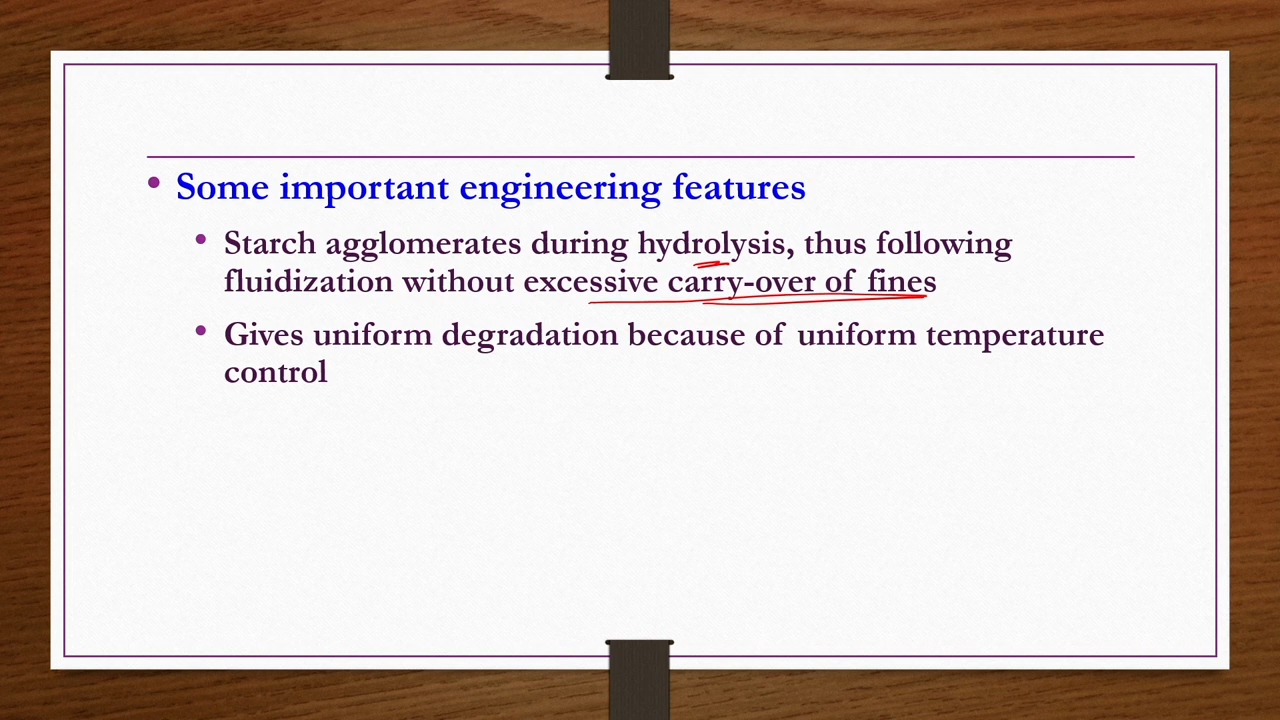 Some important engineering features
Starch agglomerates during hydrolysis, thus following
fluidization without excessive carry-over of fines
Gives uniform degradation because of uniform temperature
control